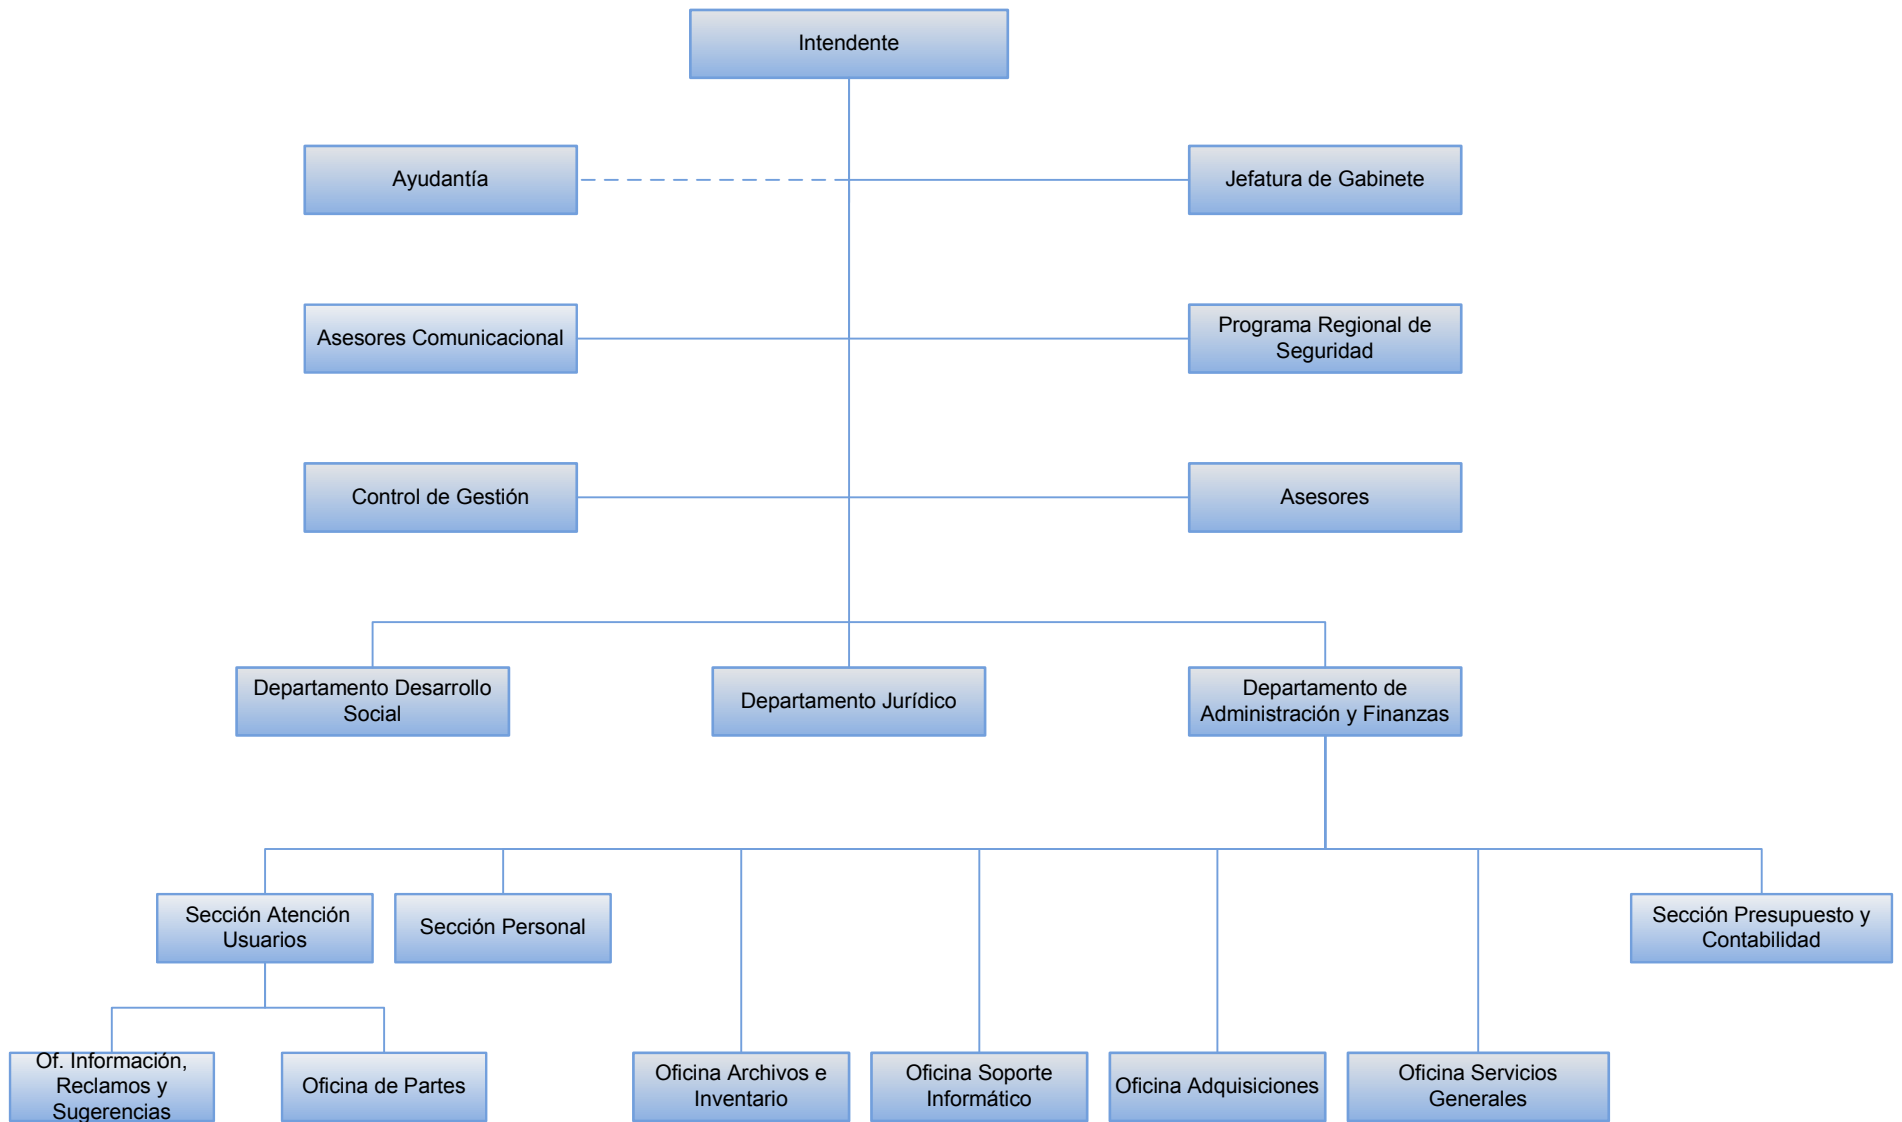 Intendente
Ayudantía
Jefatura de Gabinete
Asesores Comunicacional
Programa Regional de
Seguridad
Control de Gestión
Asesores
Departamento Desarrollo
Social
Departamento Jurídico
Departamento de
Administración y Finanzas
Sección Atención
Usuarios
Sección Personal
Sección Presupuesto y
Contabilidad
Of. Información,
Reclamos y
Sugerencias
Oficina de Partes
Oficina Archivos e
Inventario
Oficina Soporte
Informático
Oficina Adquisiciones
Oficina Servicios
Generales